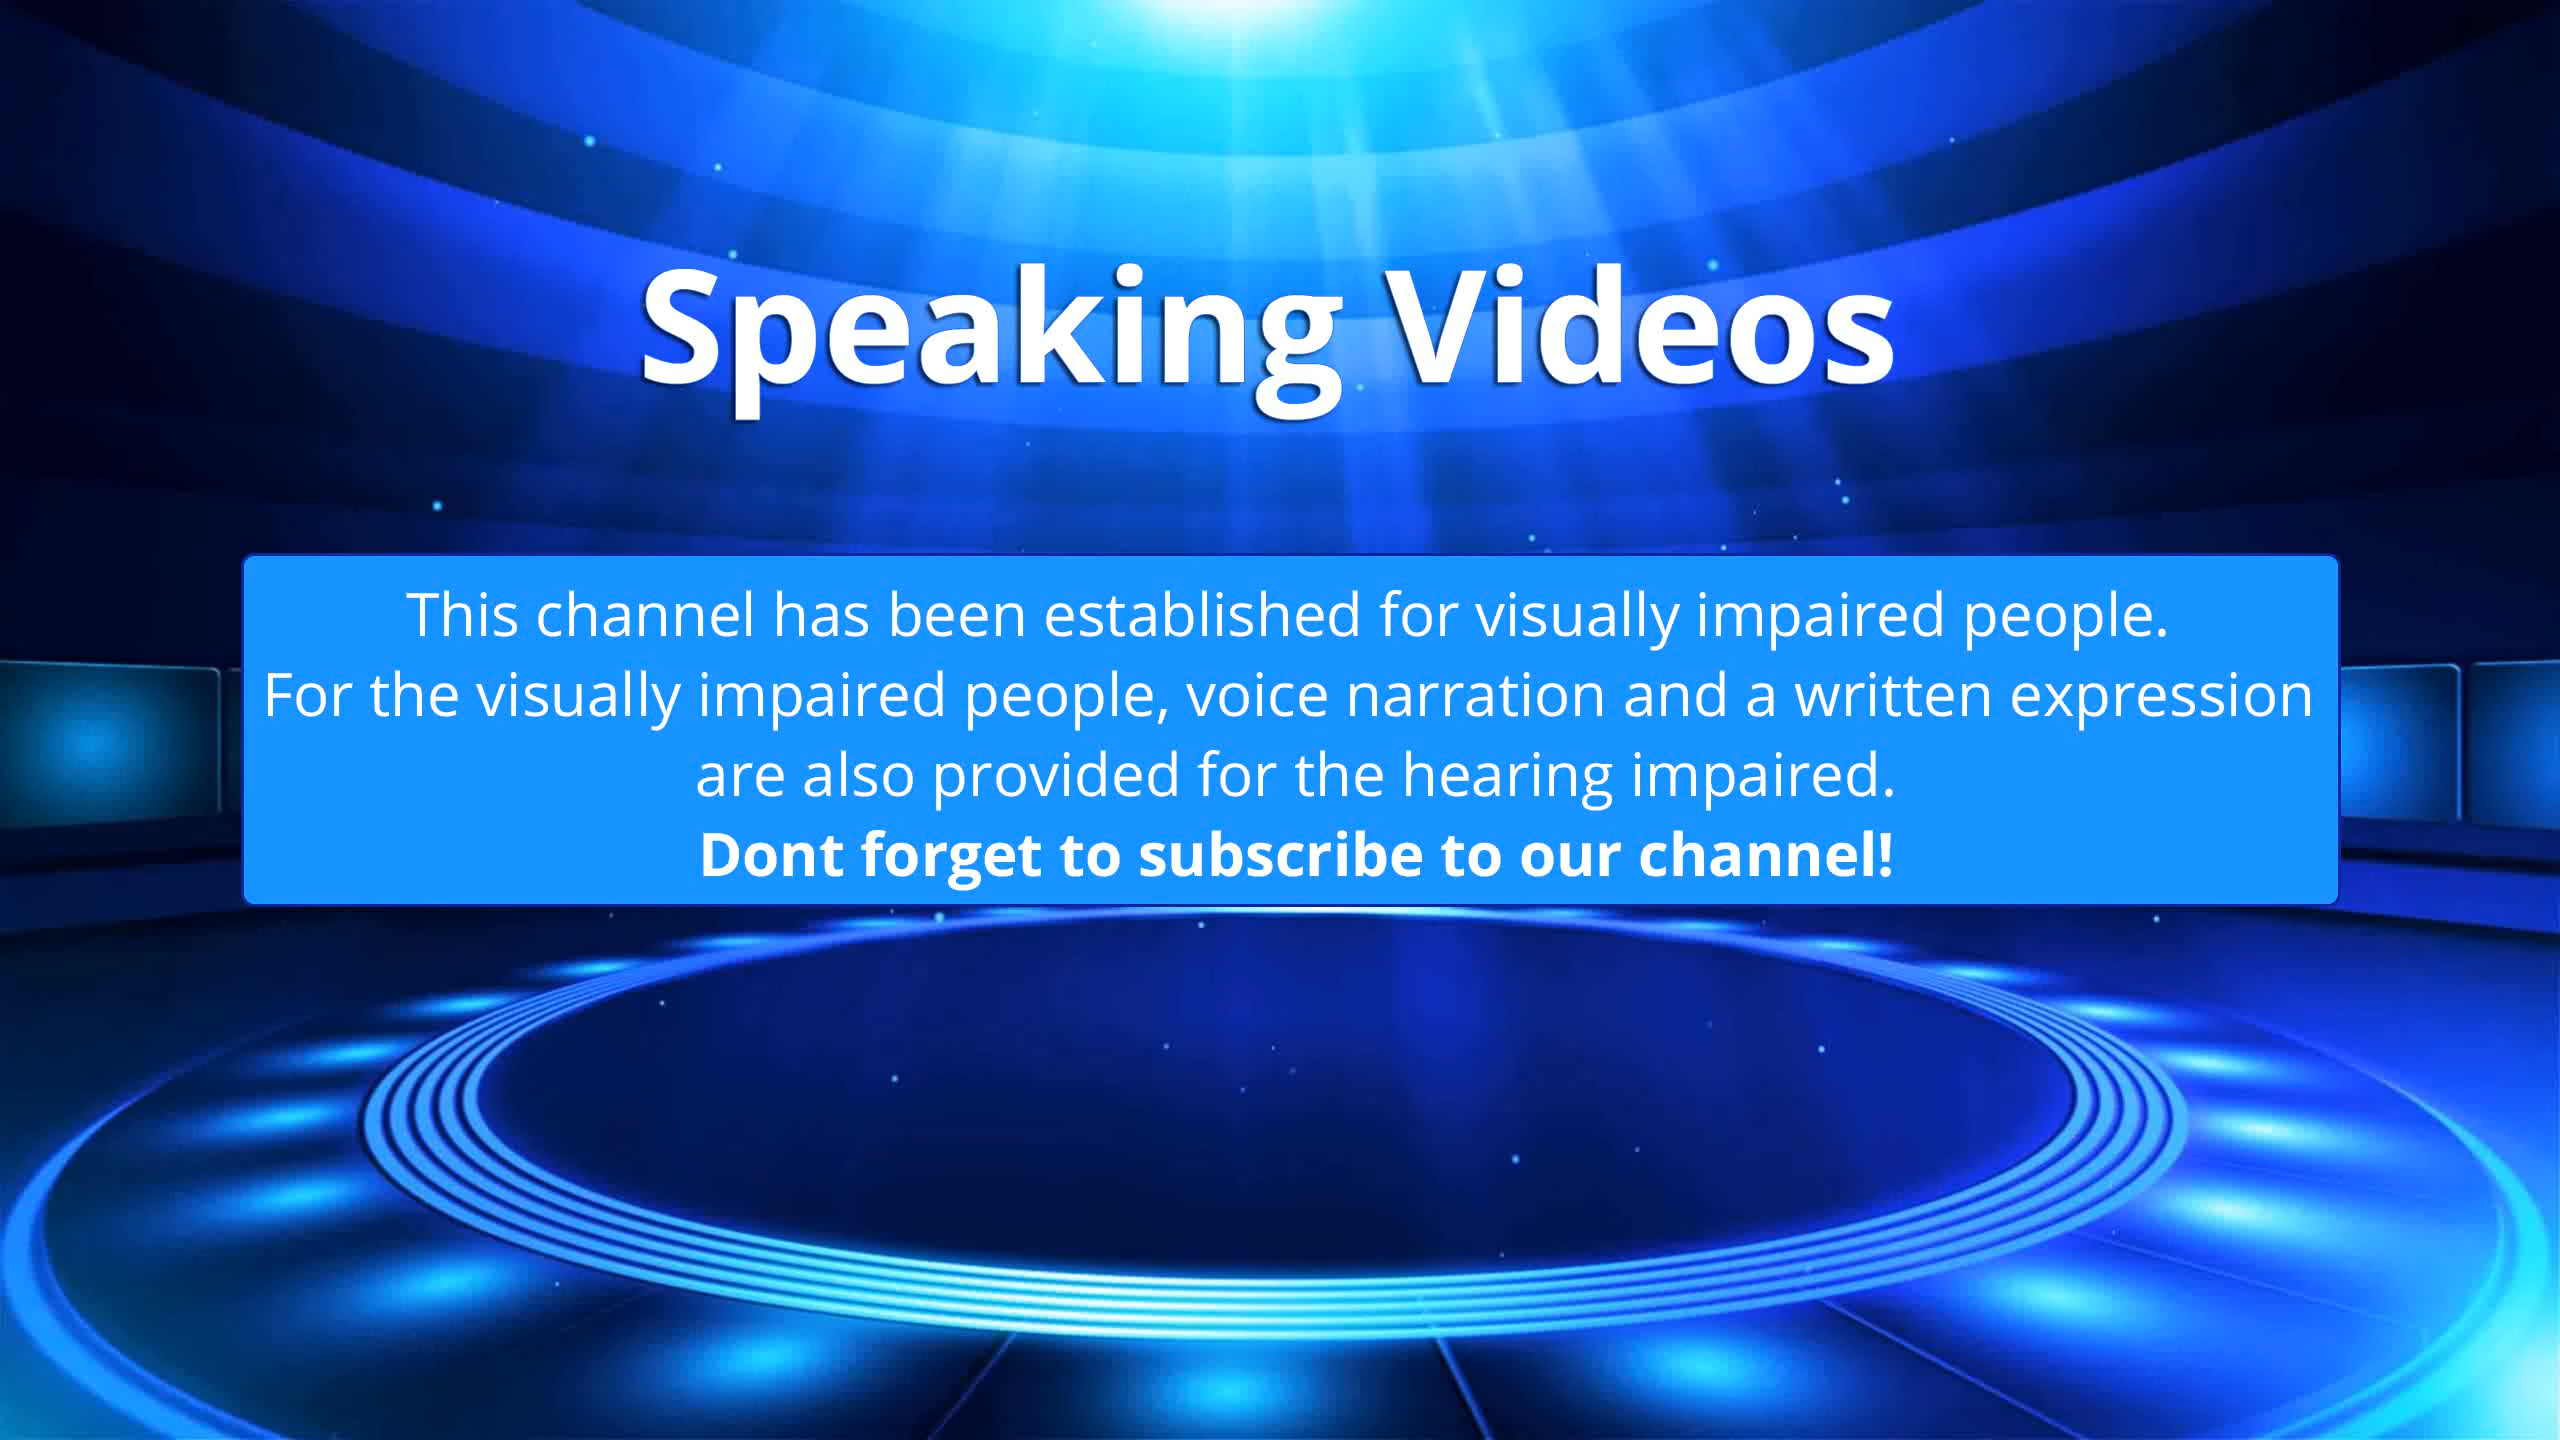 Speaking Videos
This channel has been established for visually impaired people.
For the visually impaired people, voice narration and a written expression
are also provided for the hearing impaired.
Dont forget to subscribe to our channel!